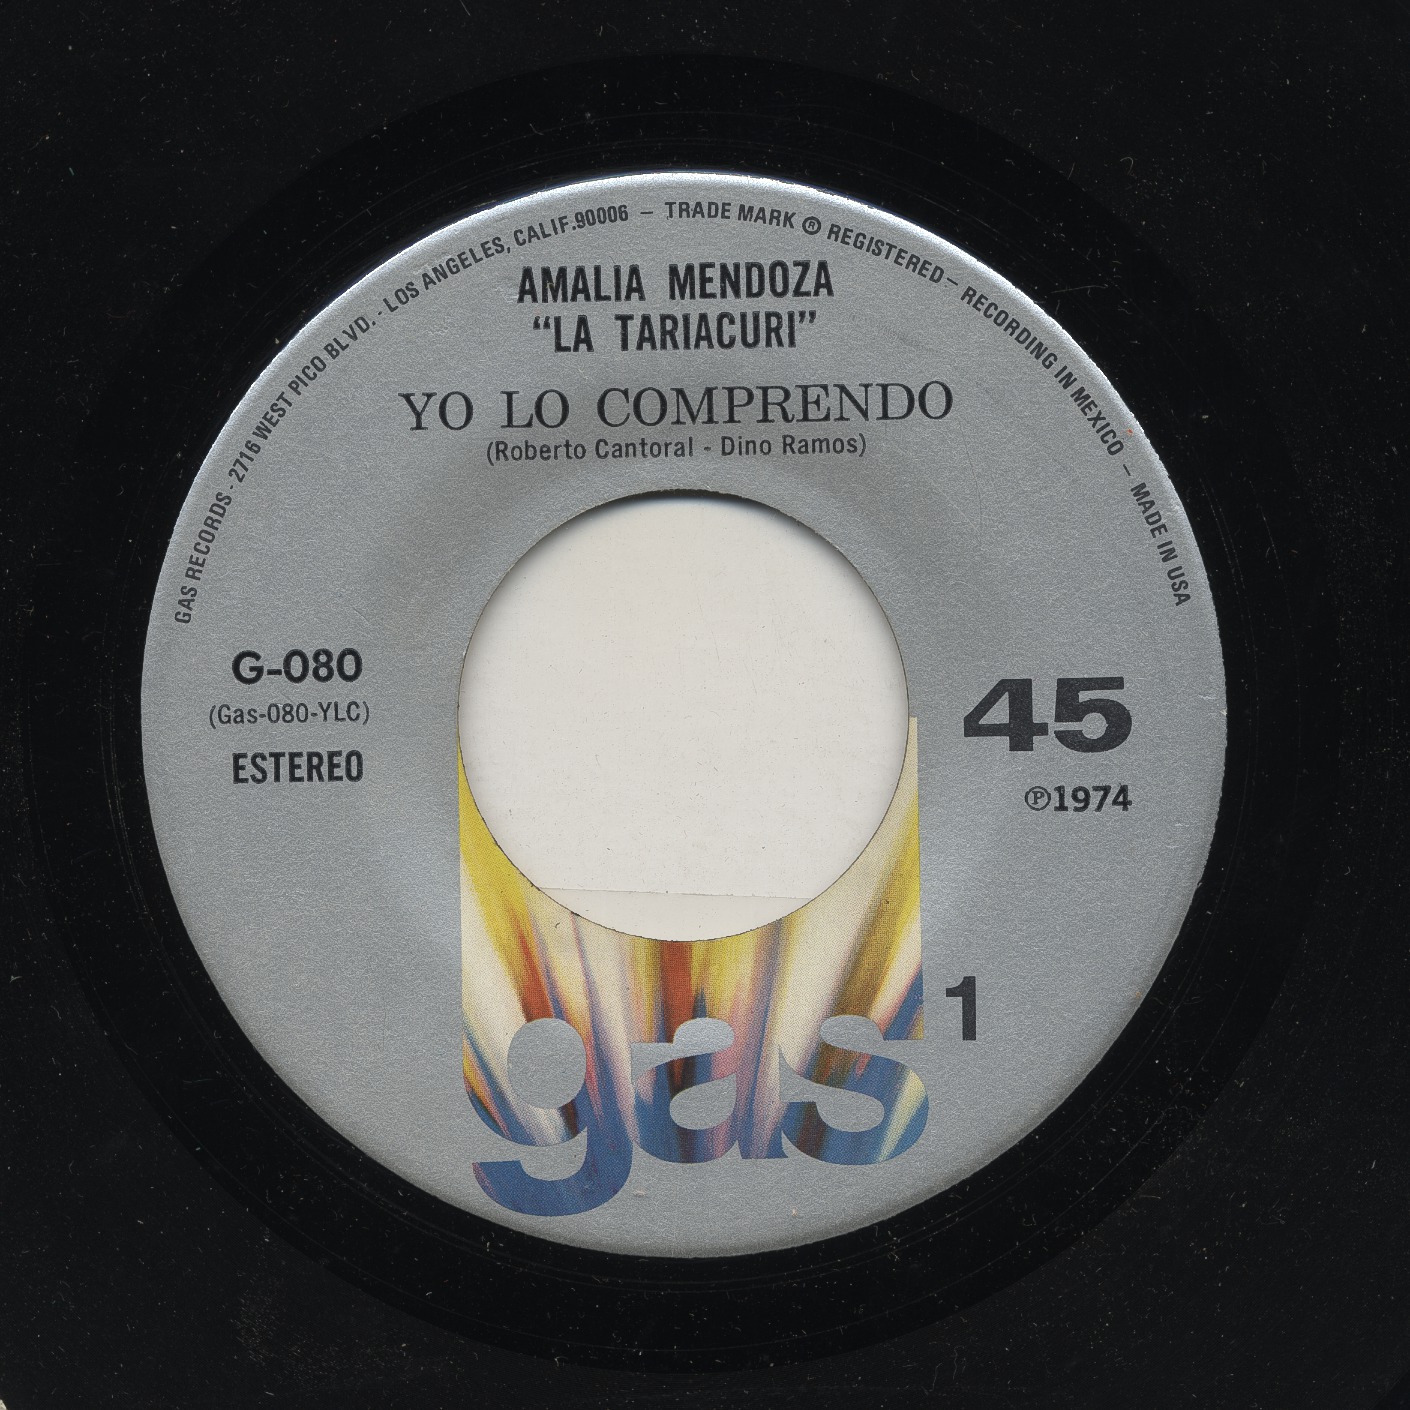 GAS RECORDS - 2716 WEST PICO BLVD. - LOS ANGELES, CALIF. 90006 – TRADE MARK ® REGISTERED – RECORDING IN MEXICO – MADE IN USA
AMALIA MENDOZA
“LA TARIACURI”
YO LO COMPRENDO
(Roberto Cantoral - Dino Ramos)
G-080
(Gas-080-YLC)
ESTEREO
45
℗1974
1
gas